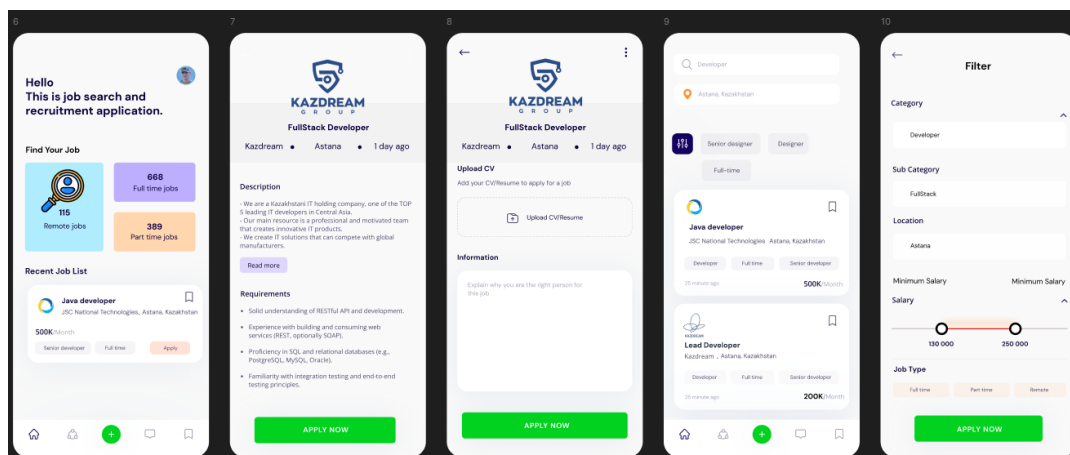 6
Hello
This is job search and
recruitment application.
Find Your Job
115
Remote jobs
668
Full time jobs
389
Part time jobs
Recent Job List
Java developer
JSC National Technologies, Astana, Kazakhstan
500K/Month
Senior developer
Full time
Apply
7
KAZDREAM
GROUP
FullStack Developer
Kazdream • Astana • 1 day ago
Description
- We are a Kazakhstani IT holding company, one of the TOP
5 leading IT developers in Central Asia.
- Our main resource is a professional and motivated team
that creates innovative IT products.
- We create IT solutions that can compete with global
manufacturers.
Read more
Requirements
• Solid understanding of RESTful API and development.
• Experience with building and consuming web
services (REST, optionally SOAP).
• Proficiency in SQL and relational databases (e.g.,
PostgreSQL, MySQL, Oracle).
• Familiarity with integration testing and end-to-end
testing principles.
APPLY NOW
8
KAZDREAM
GROUP
FullStack Developer
Kazdream • Astana • 1 day ago
Upload CV
Add your CV/Resume to apply for a job
Upload CV/Resume
Information
Explain why you are the right person for
this job
APPLY NOW
9
Developer
Astana, Kazakhstan
Senior designer
Designer
Full-time
Java developer
JSC National Technologies Astana, Kazakhstan
Developer
Full time
Senior developer
25 minute ago
500K/Month
KAZDREAM
Lead Developer
Kazdream , Astana, Kazakhstan
Developer
Full time
Senior developer
25 minute ago
200K/Month
10
Filter
Category
Developer
Sub Category
FullStack
Location
Astana
Minimum Salary
Minimum Salary
Salary
130 000
250 000
Job Type
Full time
Part time
Remote
APPLY NOW